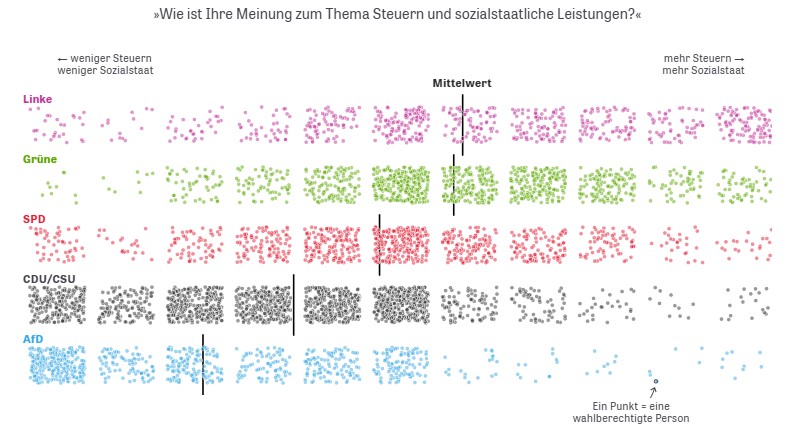 »Wie ist Ihre Meinung zum Thema Steuern und sozialstaatliche Leistungen?«
← weniger Steuern
weniger Sozialstaat
mehr Steuern →
mehr Sozialstaat
Mittelwert
Linke
Grüne
SPD
CDU/CSU
AfD
Ein Punkt = eine
wahlberechtigte Person